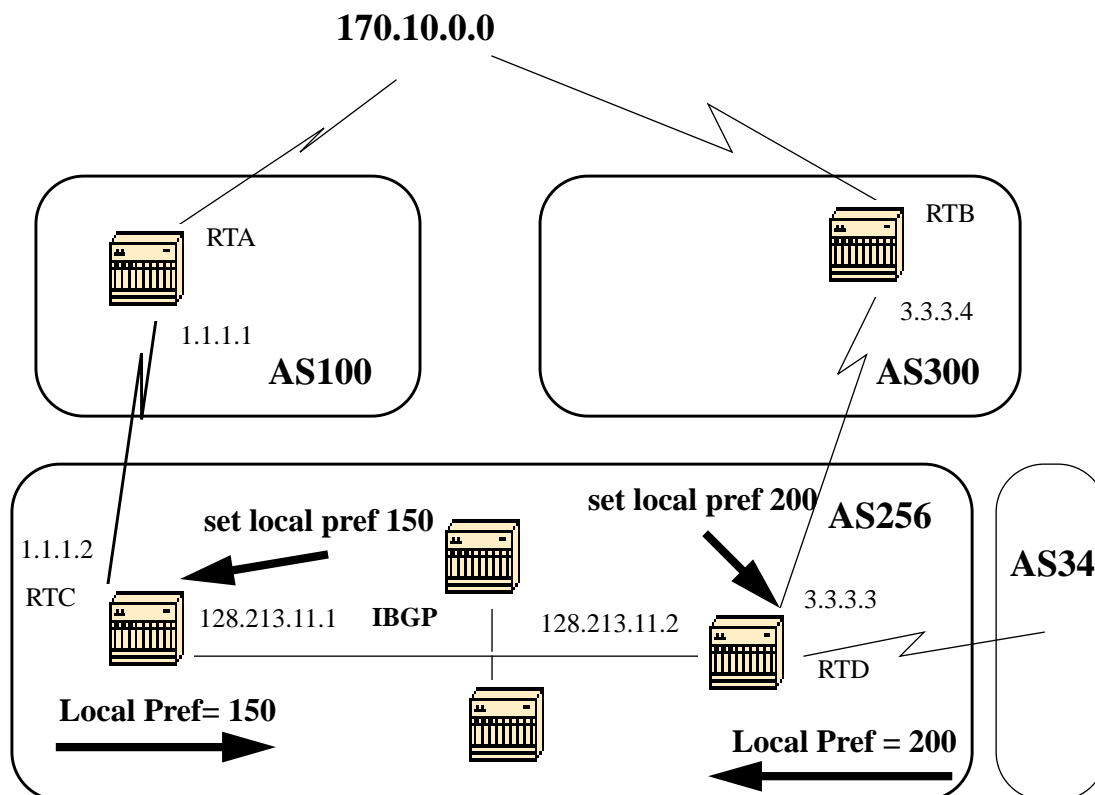 170.10.0.0
RTA
RTB
1.1.1.1
3.3.3.4
AS100
AS300
set local pref 150
set local pref 200
AS256
1.1.1.2
AS34
RTC
128.213.11.1
IBGP
128.213.11.2
3.3.3.3
RTD
Local Pref= 150
Local Pref = 200